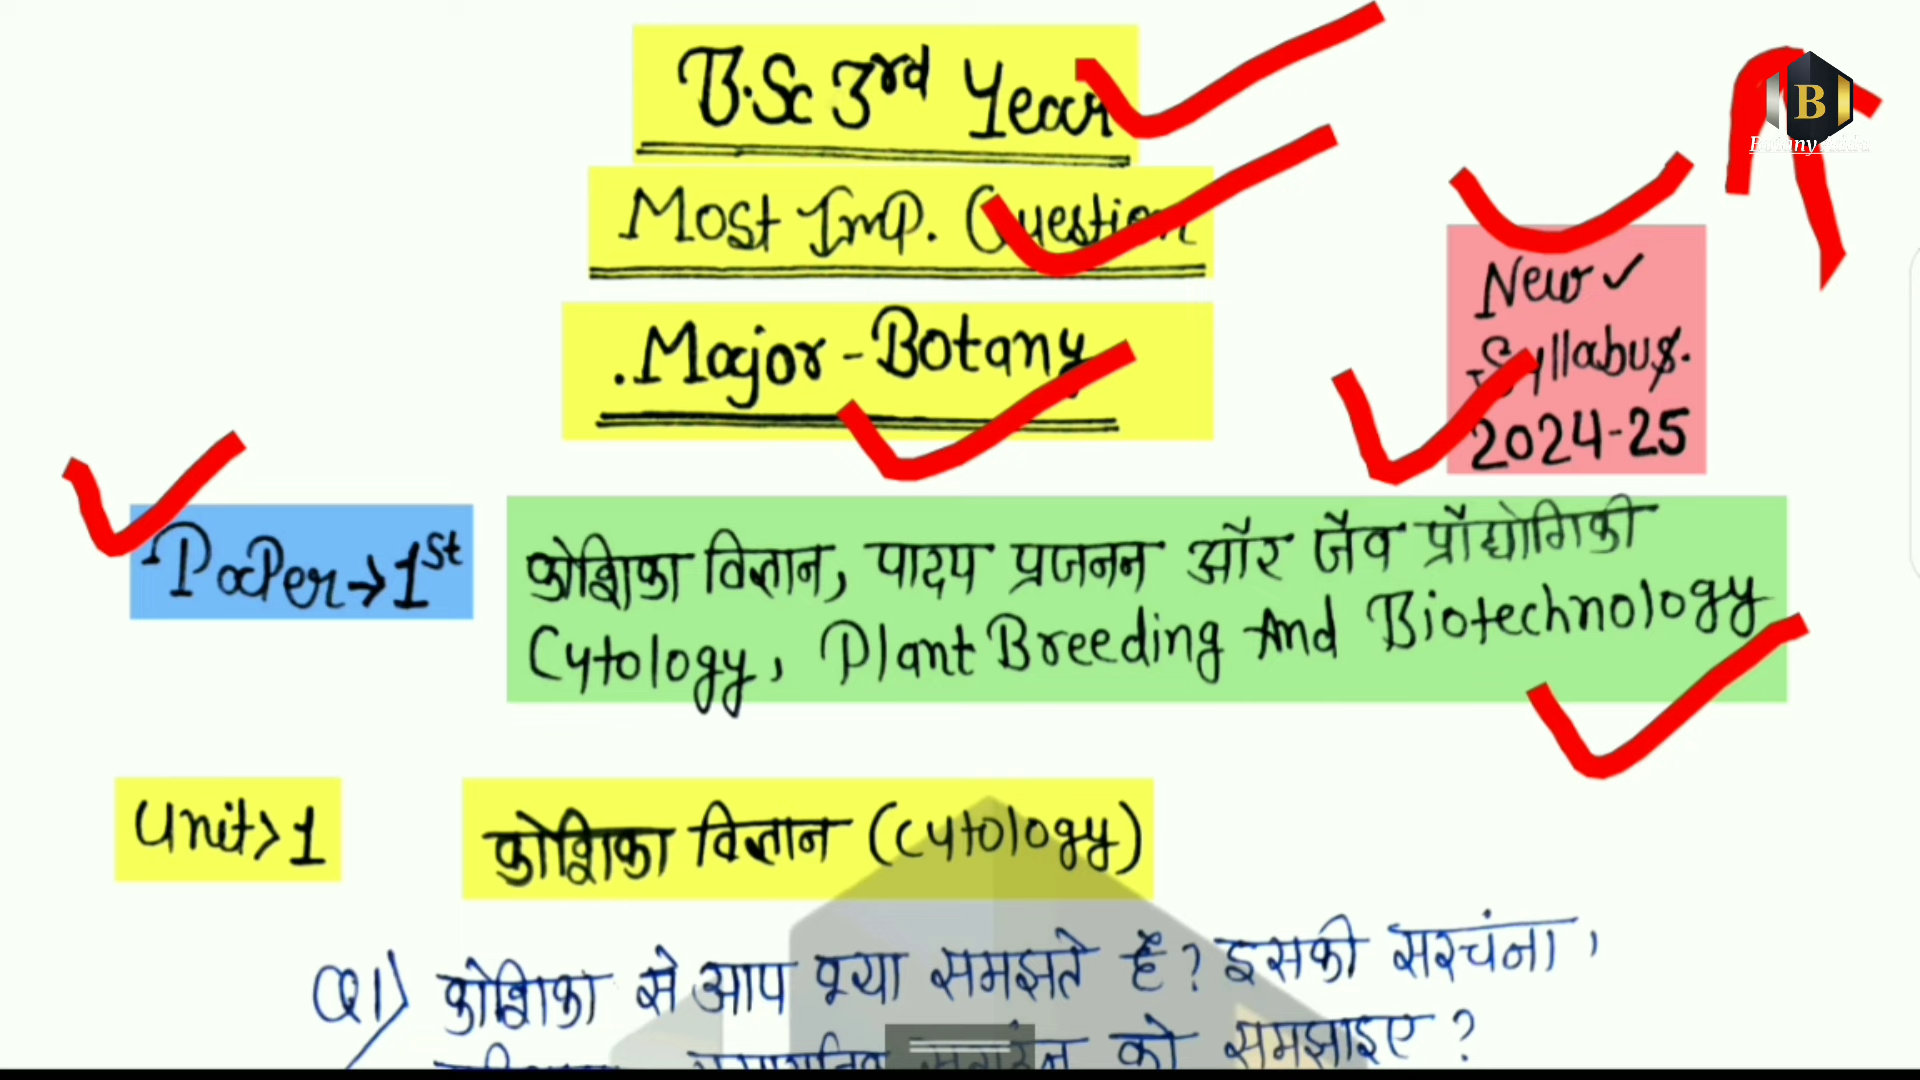 B.Sc 3rd Year
Most Imp. Question
.Major-Botany
B
New ✓
Syllabus.
2024-25
Paper→1st
कोशिका विज्ञान, पादप प्रजनन और जैव प्रौद्योगिकी
Cytology, Plant Breeding And Biotechnology
Unit>1
कोशिका विज्ञान (Cytology)
Q1) कोशिका से आप क्या समझते हैं? इसकी सरचंना,
को समझाइए?